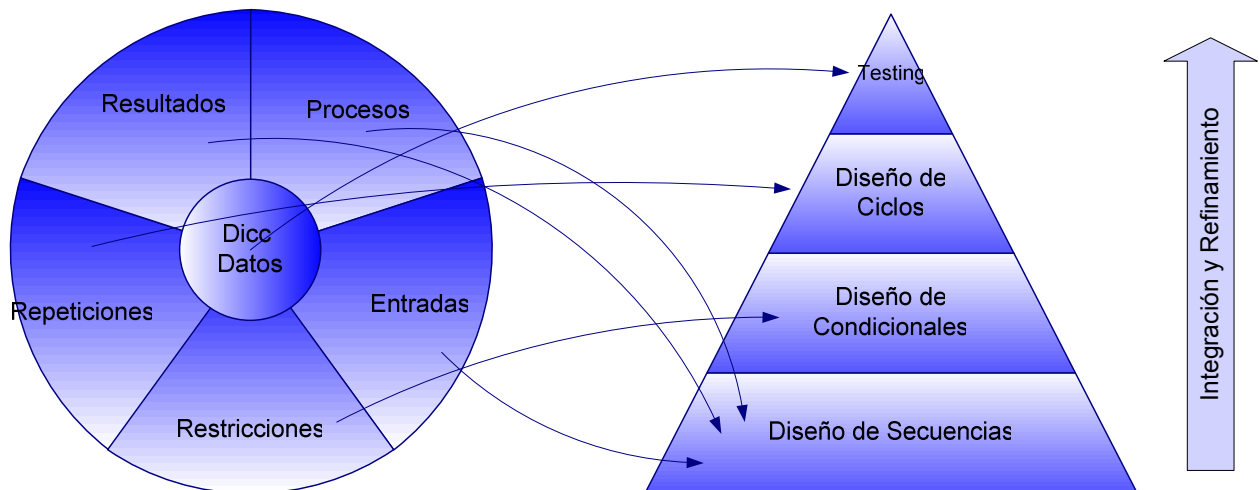 Resultados
Procesos
Dicc
Datos
Repeticiones
Entradas
Restricciones
Testing
Diseño de
Ciclos
Diseño de
Condicionales
Diseño de Secuencias
Integración y Refinamiento